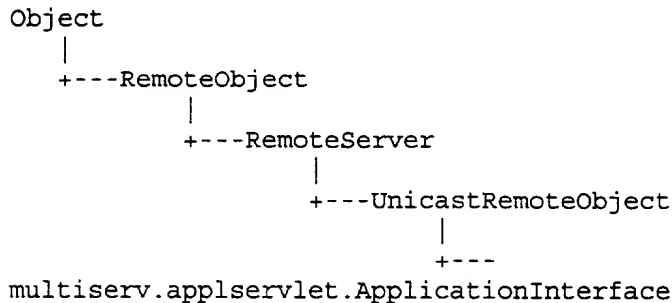 Object
|
+---RemoteObject
|
+---RemoteServer
|
+---UnicastRemoteObject
|
+---
multiserv.applservlet.ApplicationInterface